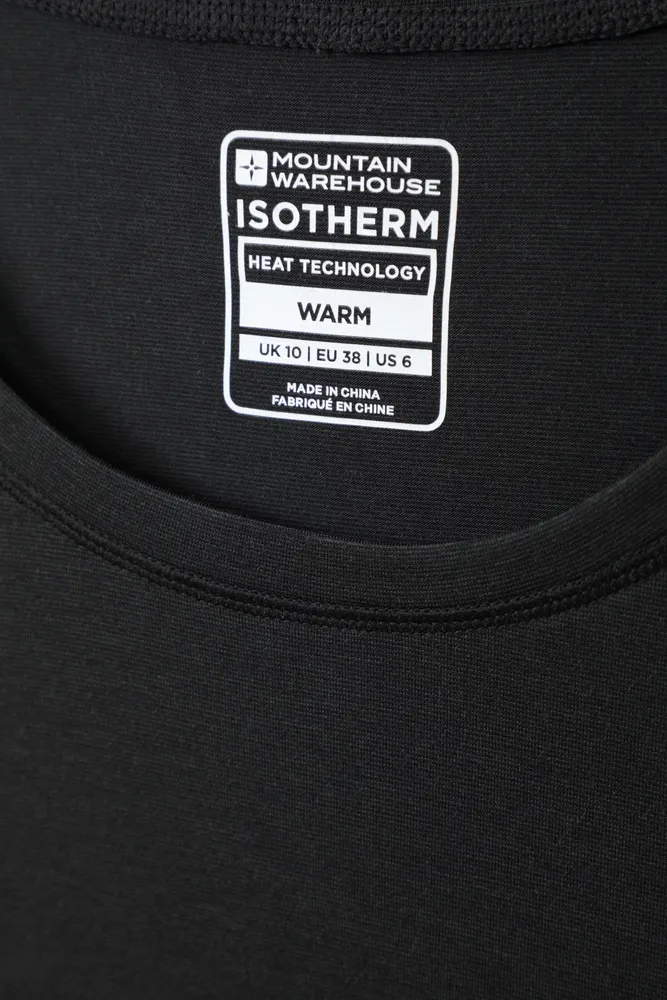 MOUNTAIN
WAREHOUSE
ISOTHERM
HEAT TECHNOLOGY
WARM
UK 10 | EU 38 | US 6
MADE IN CHINA
FABRIQUÉ EN CHINE